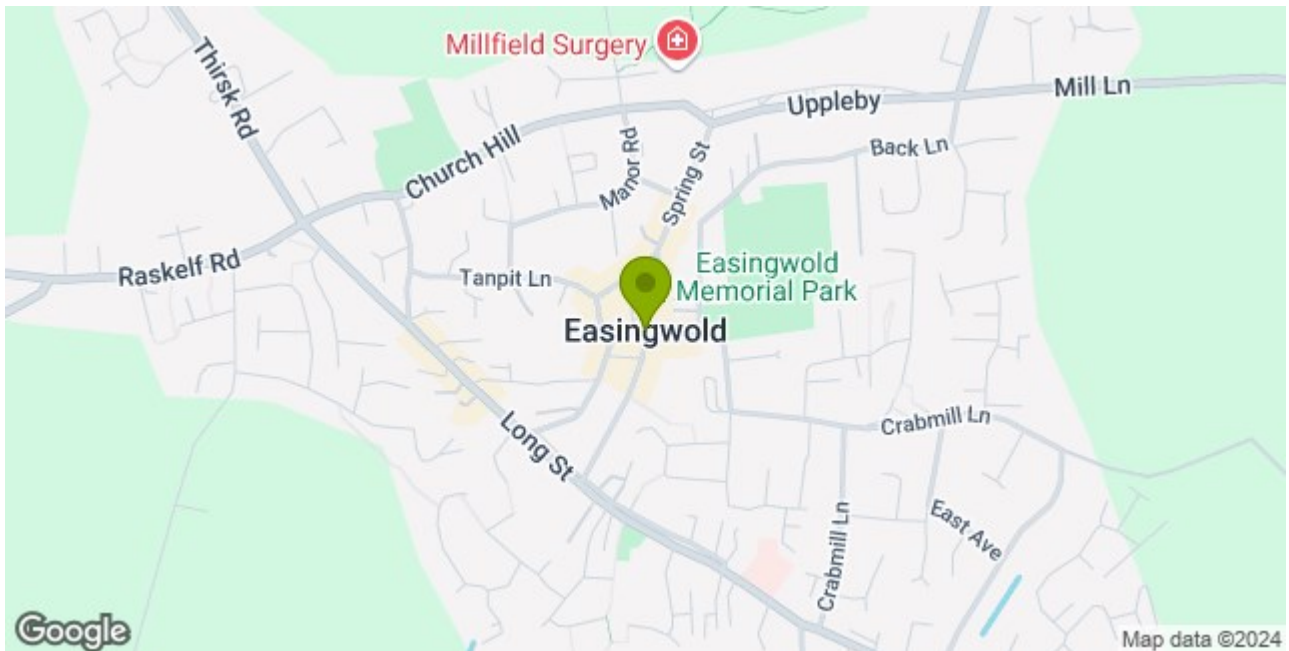 Millfield Surgery
Thirsk Rd
Uppleby
Mill Ln
Church Hill
Manor Rd
Spring St
Back Ln
Raskelf Rd
Tanpit Ln
Easingwold
Memorial Park
Easingwold
Long St
Crabmill Ln
Crabmill Ln
East Ave
Google
Map data ©2024